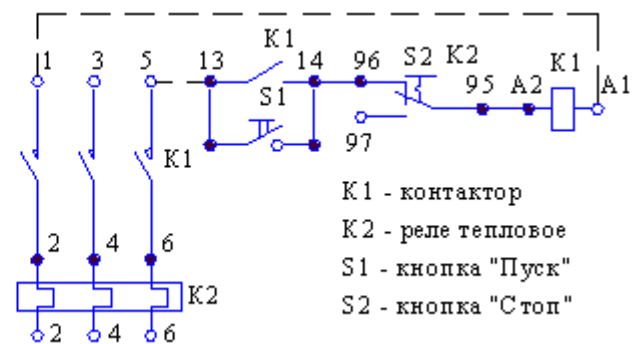 K1
1 3 5 13 14 96 S2 K2 K1
S1 95 A2 A1
97
K1
K1 - контактор
2 4 6
K2 - реле тепловое
K2
S1 - кнопка "Пуск"
2 4 6
S2 - кнопка "Стоп"